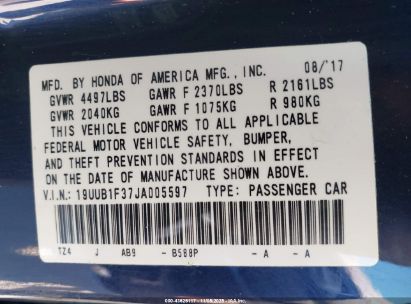 MFD. BY HONDA OF AMERICA MFG., INC. 08/'17
GVWR 4497LBS GAWR F 2370LBS R 2161LBS
GVWR 2040KG GAWR F 1075KG R 980KG
THIS VEHICLE CONFORMS TO ALL APPLICABLE
FEDERAL MOTOR VEHICLE SAFETY, BUMPER,
AND THEFT PREVENTION STANDARDS IN EFFECT
ON THE DATE OF MANUFACTURE SHOWN ABOVE.
V.I.N.: 19UUB1F37JA005597 TYPE: PASSENGER CAR
TZ4 J AB9 - B588P - A - A